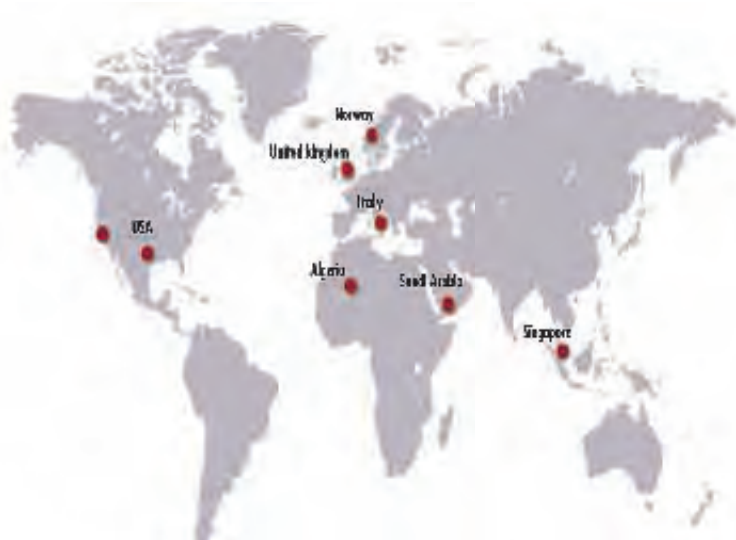 Norway
United Kingdom
Italy
USA
Algeria
Saudi Arabia
Singapore